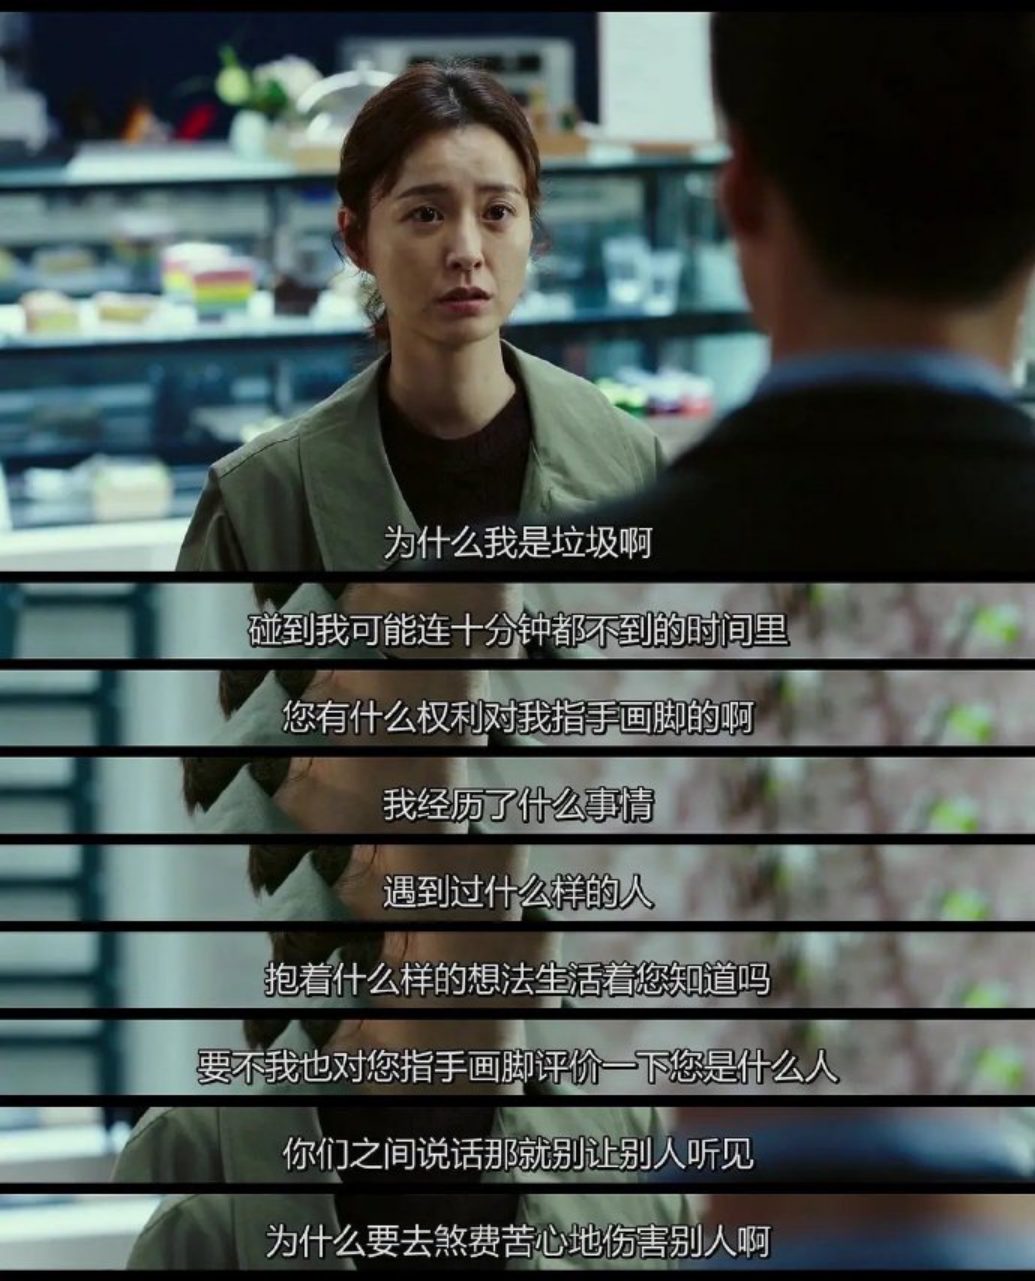 为什么我是垃圾啊
碰到我可能连十分钟都不到的时间里
您有什么权利对我指手画脚的啊
我经历了什么事情
遇到过什么样的人
抱着什么样的想法生活着您知道吗
要不我也对您指手画脚评价一下您是什么人
你们之间说话那就别让别人听见
为什么要去煞费苦心地伤害别人啊